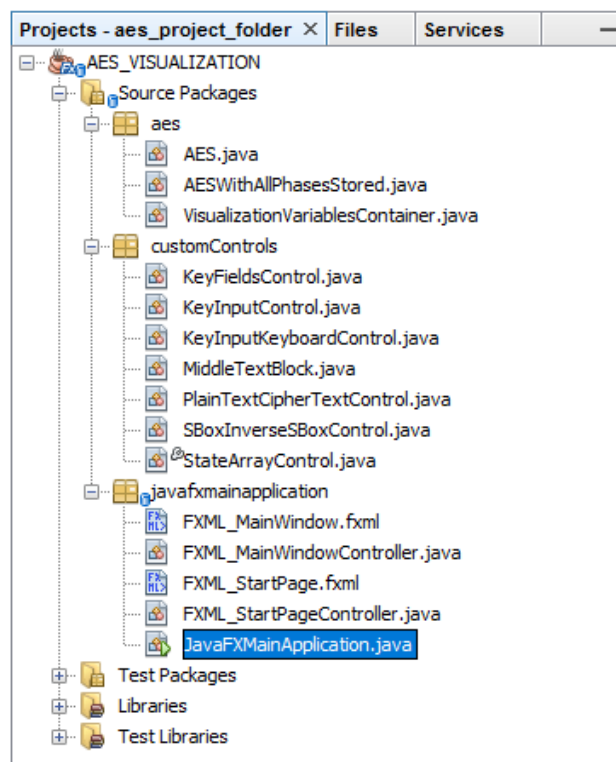 Projects - aes_project_folder × Files Services
AES_VISUALIZATION
Source Packages
aes
AES.java
AESWithAllPhasesStored.java
VisualizationVariablesContainer.java
customControls
KeyFieldsControl.java
KeyInputControl.java
KeyInputKeyboardControl.java
MiddleTextBlock.java
PlainTextCipherTextControl.java
SBoxInverseSBoxControl.java
StateArrayControl.java
javafxmainapplication
FXML_MainWindow.fxml
FXML_MainWindowController.java
FXML_StartPage.fxml
FXML_StartPageController.java
JavaFXMainApplication.java
Test Packages
Libraries
Test Libraries